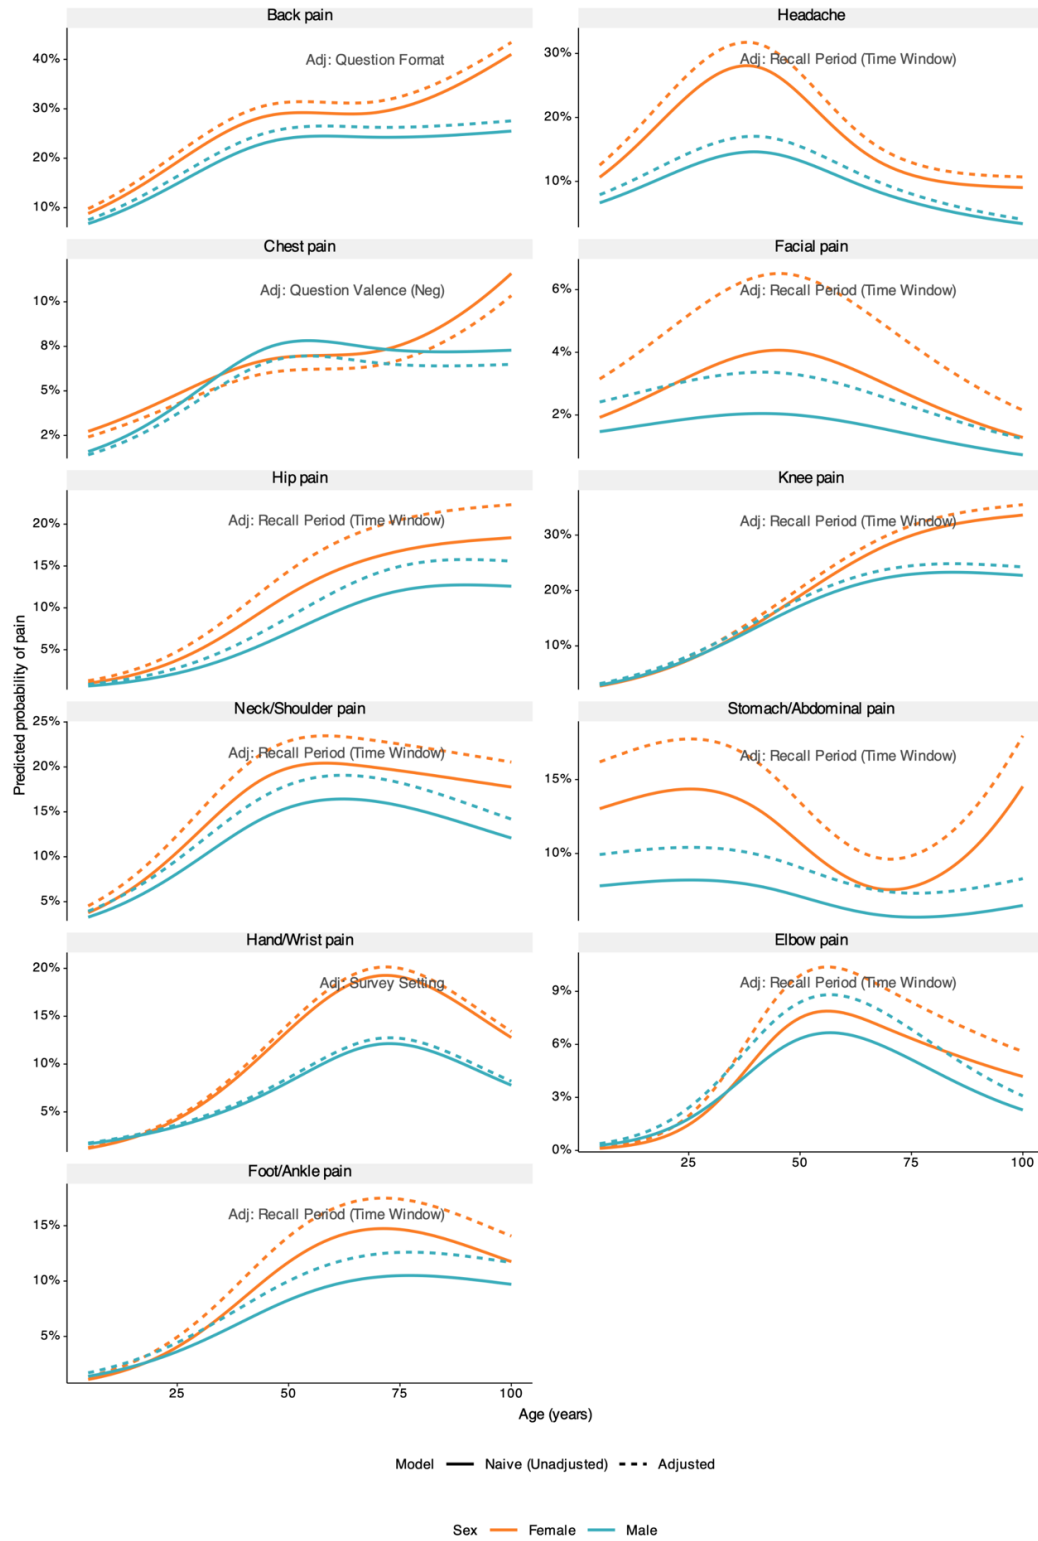 Back pain
Headache
Adj: Question Format
Adj: Recall Period (Time Window)
40%
30%
20%
10%
30%
20%
10%
Chest pain
Facial pain
Adj: Question Valence (Neg)
Adj: Recall Period (Time Window)
10%
8%
5%
2%
6%
4%
2%
Hip pain
Knee pain
Adj: Recall Period (Time Window)
Adj: Recall Period (Time Window)
20%
15%
10%
5%
30%
20%
10%
Predicted probability of pain
Neck/Shoulder pain
Stomach/Abdominal pain
Adj: Recall Period (Time Window)
Adj: Recall Period (Time Window)
25%
20%
15%
10%
5%
15%
10%
Hand/Wrist pain
Elbow pain
Adj: Survey Setting
Adj: Recall Period (Time Window)
20%
15%
10%
5%
9%
6%
3%
0%
25 50 75 100
Foot/Ankle pain
Adj: Recall Period (Time Window)
15%
10%
5%
25 50 75 100
Age (years)
Model Naive (Unadjusted) Adjusted
Sex Female Male